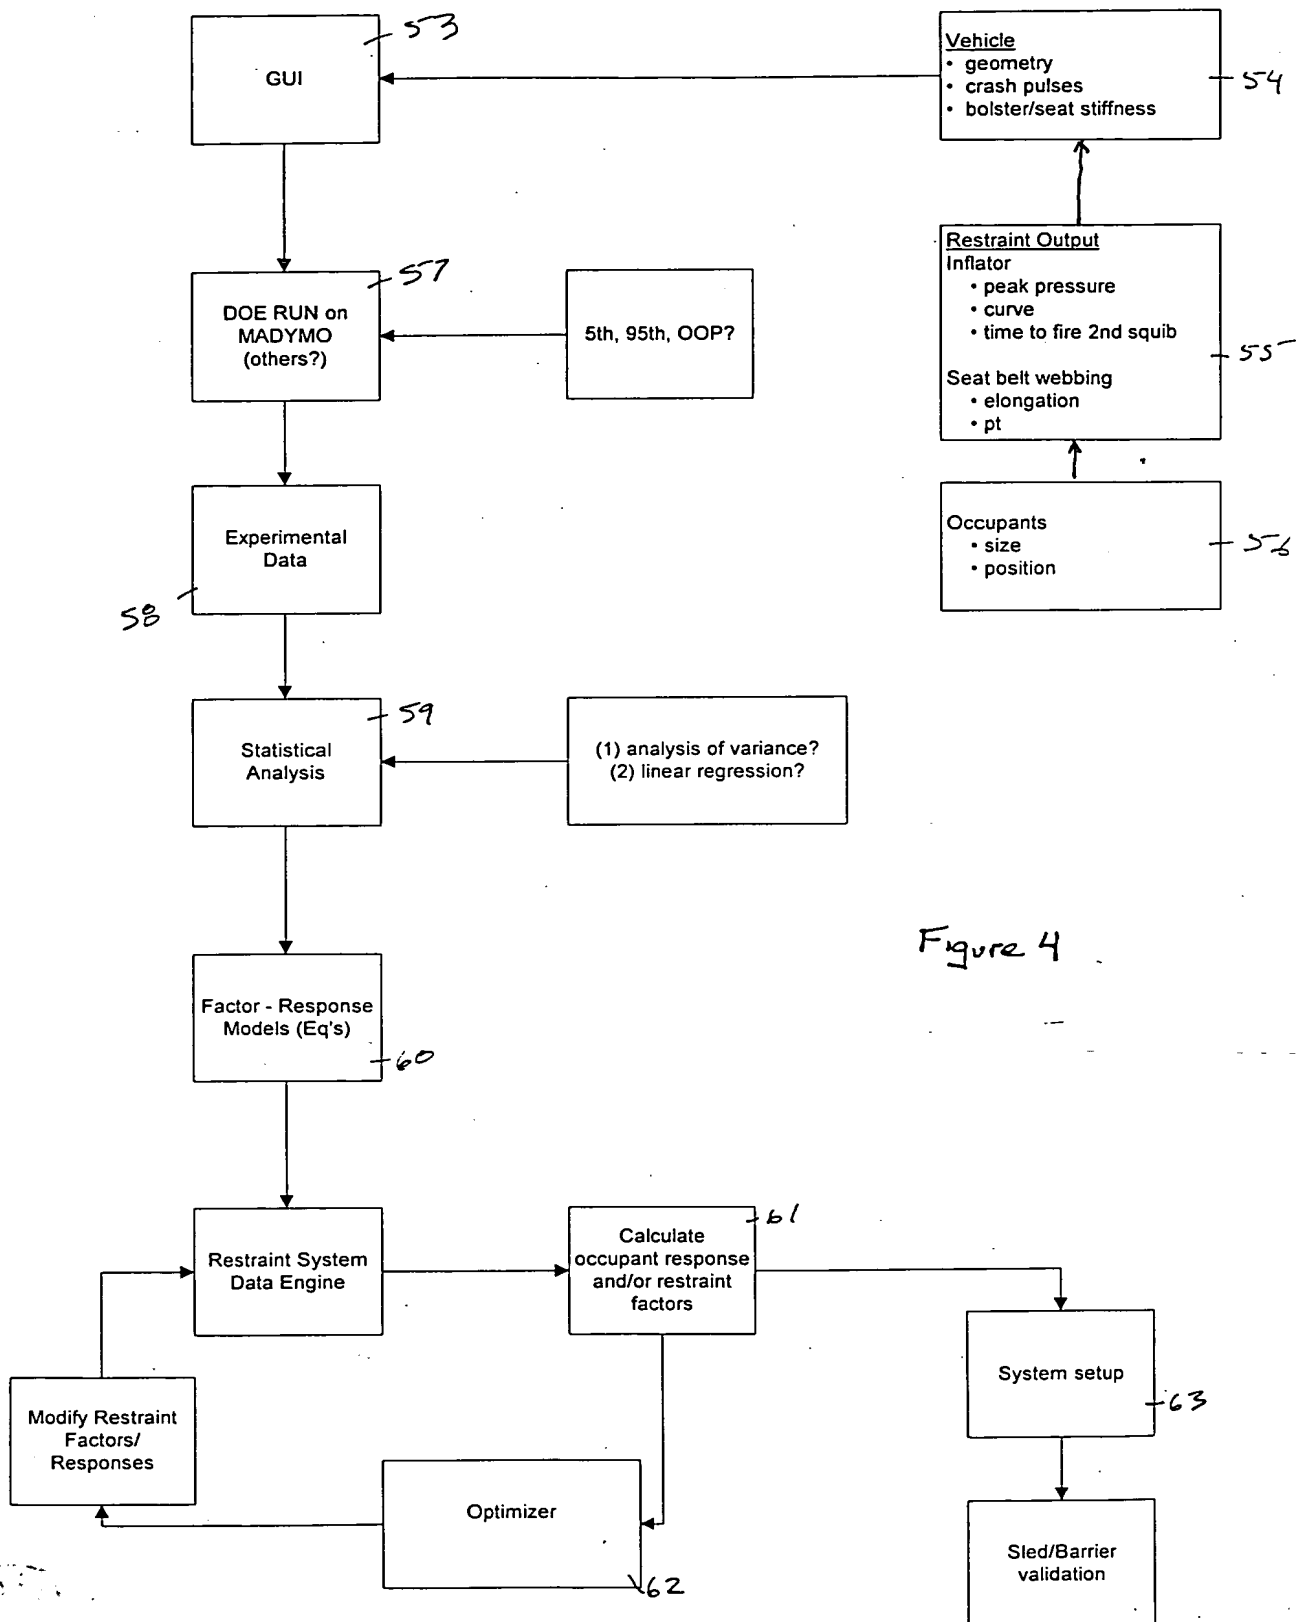 53
GUI
Vehicle
• geometry
• crash pulses
• bolster/seat stiffness
54
57
DOE RUN on
MADYMO
(others?)
5th, 95th, OOP?
Restraint Output
Inflator
• peak pressure
• curve
• time to fire 2nd squib
Seat belt webbing
• elongation
• pt
55
Experimental
Data
58
Occupants
• size
• position
56
59
Statistical
Analysis
(1) analysis of variance?
(2) linear regression?
Figure 4
Factor - Response
Models (Eq's)
60
Restraint System
Data Engine
61
Calculate
occupant response
and/or restraint
factors
System setup
63
Modify Restraint
Factors/
Responses
Optimizer
62
Sled/Barrier
validation